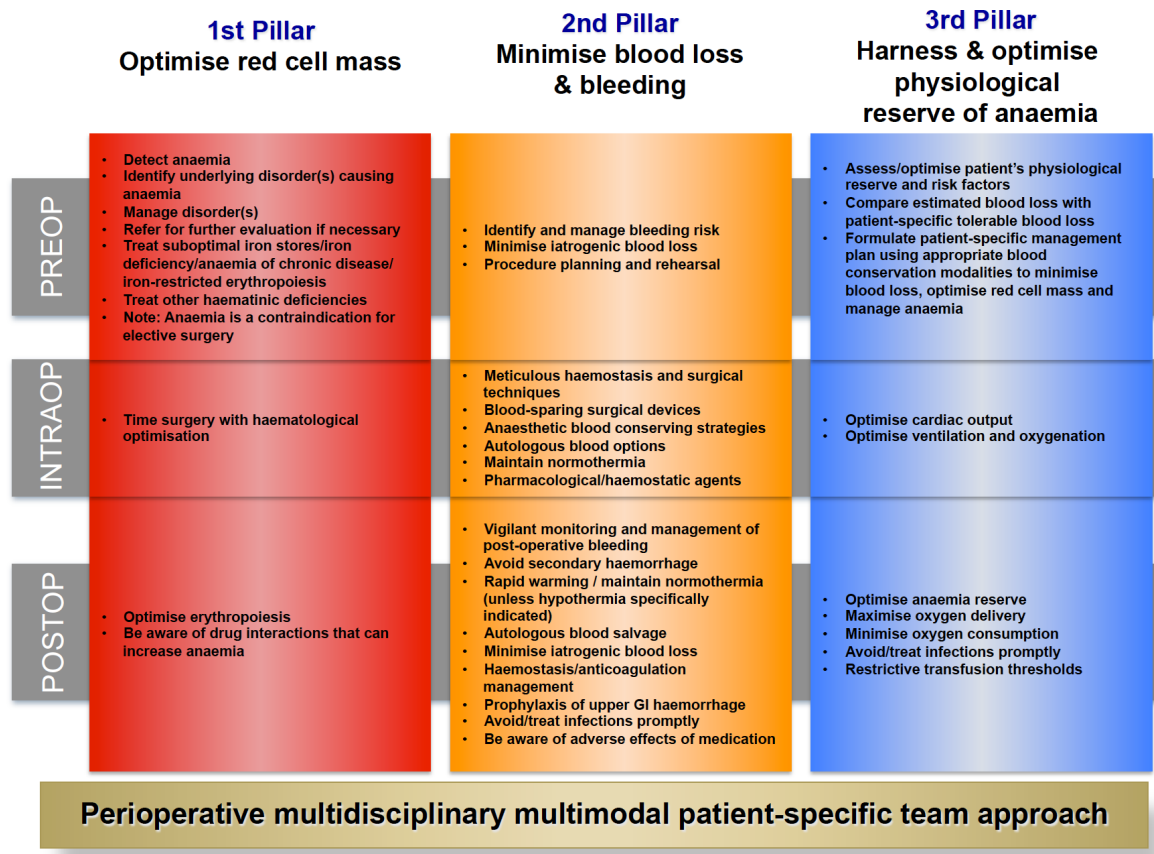 1st Pillar
Optimise red cell mass
2nd Pillar
Minimise blood loss
& bleeding
3rd Pillar
Harness & optimise
physiological
reserve of anaemia
PREOP
• Detect anaemia
• Identify underlying disorder(s) causing
anaemia
• Manage disorder(s)
• Refer for further evaluation if necessary
• Treat suboptimal iron stores/iron
deficiency/anaemia of chronic disease/
iron-restricted erythropoiesis
• Treat other haematinic deficiencies
• Note: Anaemia is a contraindication for
elective surgery
• Identify and manage bleeding risk
• Minimise iatrogenic blood loss
• Procedure planning and rehearsal
• Assess/optimise patient's physiological
reserve and risk factors
• Compare estimated blood loss with
patient-specific tolerable blood loss
• Formulate patient-specific management
plan using appropriate blood
conservation modalities to minimise
blood loss, optimise red cell mass and
manage anaemia
INTRAOP
• Time surgery with haematological
optimisation
• Meticulous haemostasis and surgical
techniques
• Blood-sparing surgical devices
• Anaesthetic blood conserving strategies
• Autologous blood options
• Maintain normothermia
• Pharmacological/haemostatic agents
• Optimise cardiac output
• Optimise ventilation and oxygenation
POSTOP
• Optimise erythropoiesis
• Be aware of drug interactions that can
increase anaemia
• Vigilant monitoring and management of
post-operative bleeding
• Avoid secondary haemorrhage
• Rapid warming / maintain normothermia
(unless hypothermia specifically
indicated)
• Autologous blood salvage
• Minimise iatrogenic blood loss
• Haemostasis/anticoagulation
management
• Prophylaxis of upper GI haemorrhage
• Avoid/treat infections promptly
• Be aware of adverse effects of medication
• Optimise anaemia reserve
• Maximise oxygen delivery
• Minimise oxygen consumption
• Avoid/treat infections promptly
• Restrictive transfusion thresholds
Perioperative multidisciplinary multimodal patient-specific team approach